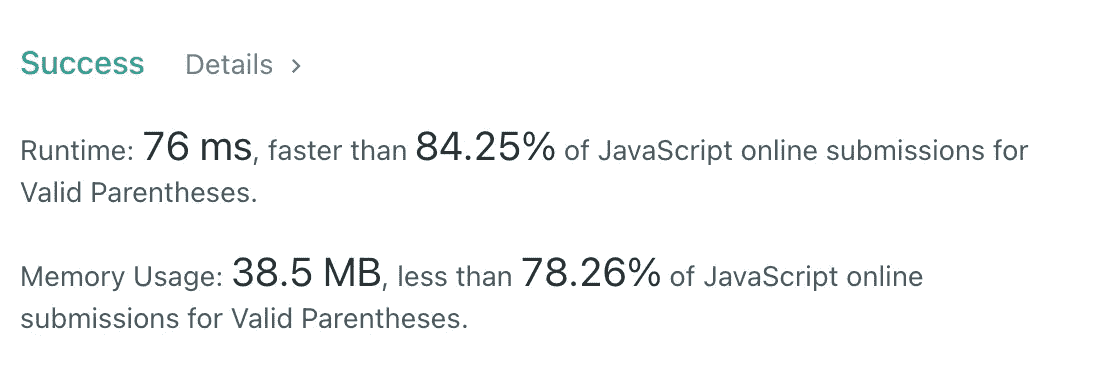 Success Details >
Runtime: 76 ms, faster than 84.25% of JavaScript online submissions for
Valid Parentheses.
Memory Usage: 38.5 MB, less than 78.26% of JavaScript online
submissions for Valid Parentheses.